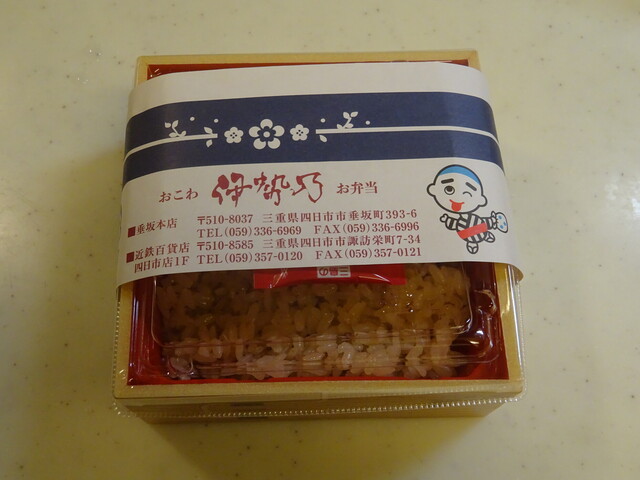 おこわ 伊勢乃 お弁当
■垂坂本店 〒510-8037 三重県四日市市垂坂町393-6
TEL(059)336-6969 FAX(059)336-6996
■近鉄百貨店 〒510-8585 三重県四日市市諏訪栄町7-34
四日市店1F TEL(059)357-0120 FAX(059)357-0121